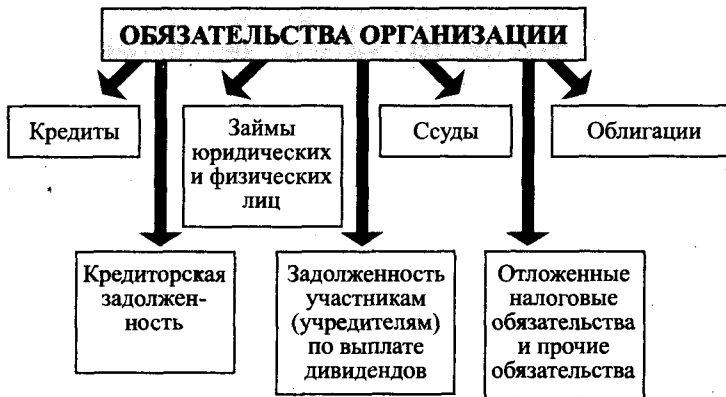 ОБЯЗАТЕЛЬСТВА ОРГАНИЗАЦИИ
Кредиты
Займы
юридических
и физических
лиц
Ссуды
Облигации
Кредиторская
задолжен-
ность
Задолженность
участникам
(учредителям)
по выплате
дивидендов
Отложенные
налоговые
обязательства
и прочие
обязательства